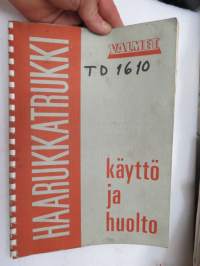 VALMET
TD 1610
HAARUKKATRUKKI
käyttö
ja
huolto